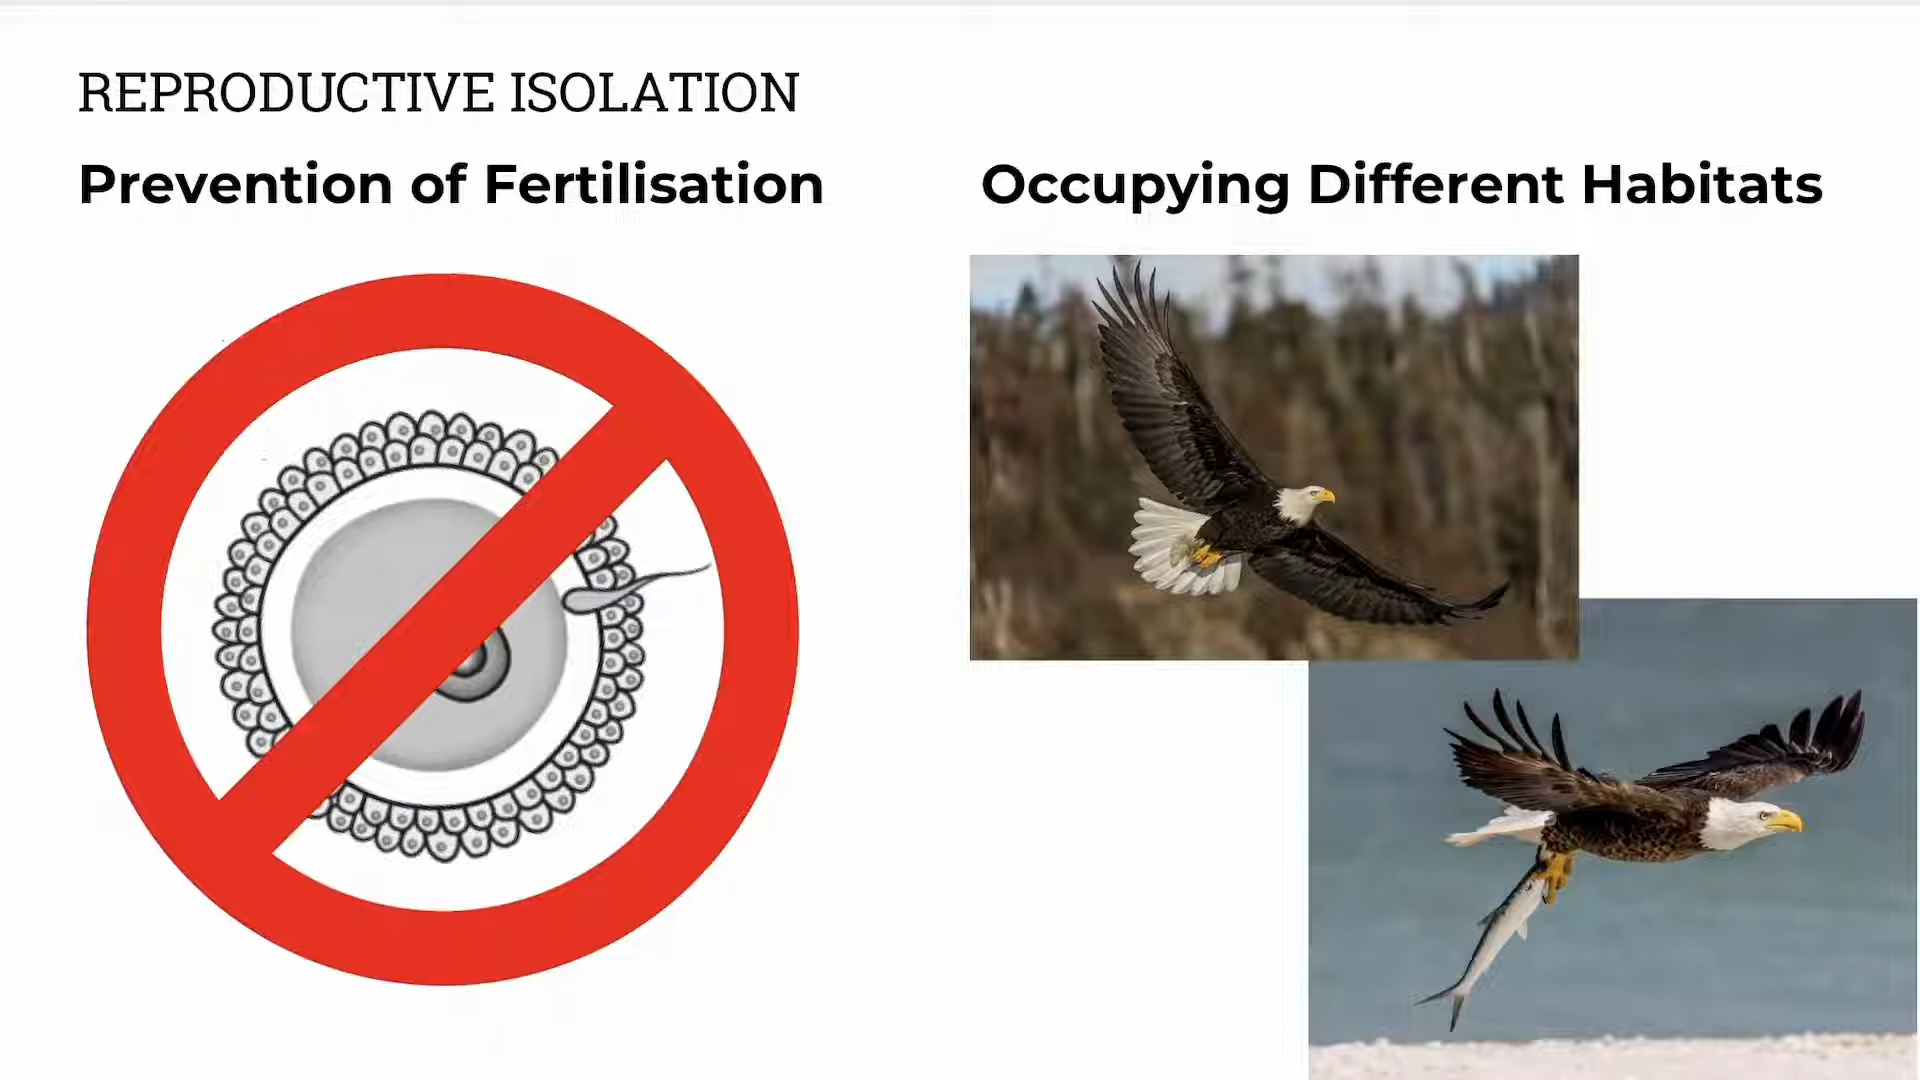 REPRODUCTIVE ISOLATION
Prevention of Fertilisation
Occupying Different Habitats